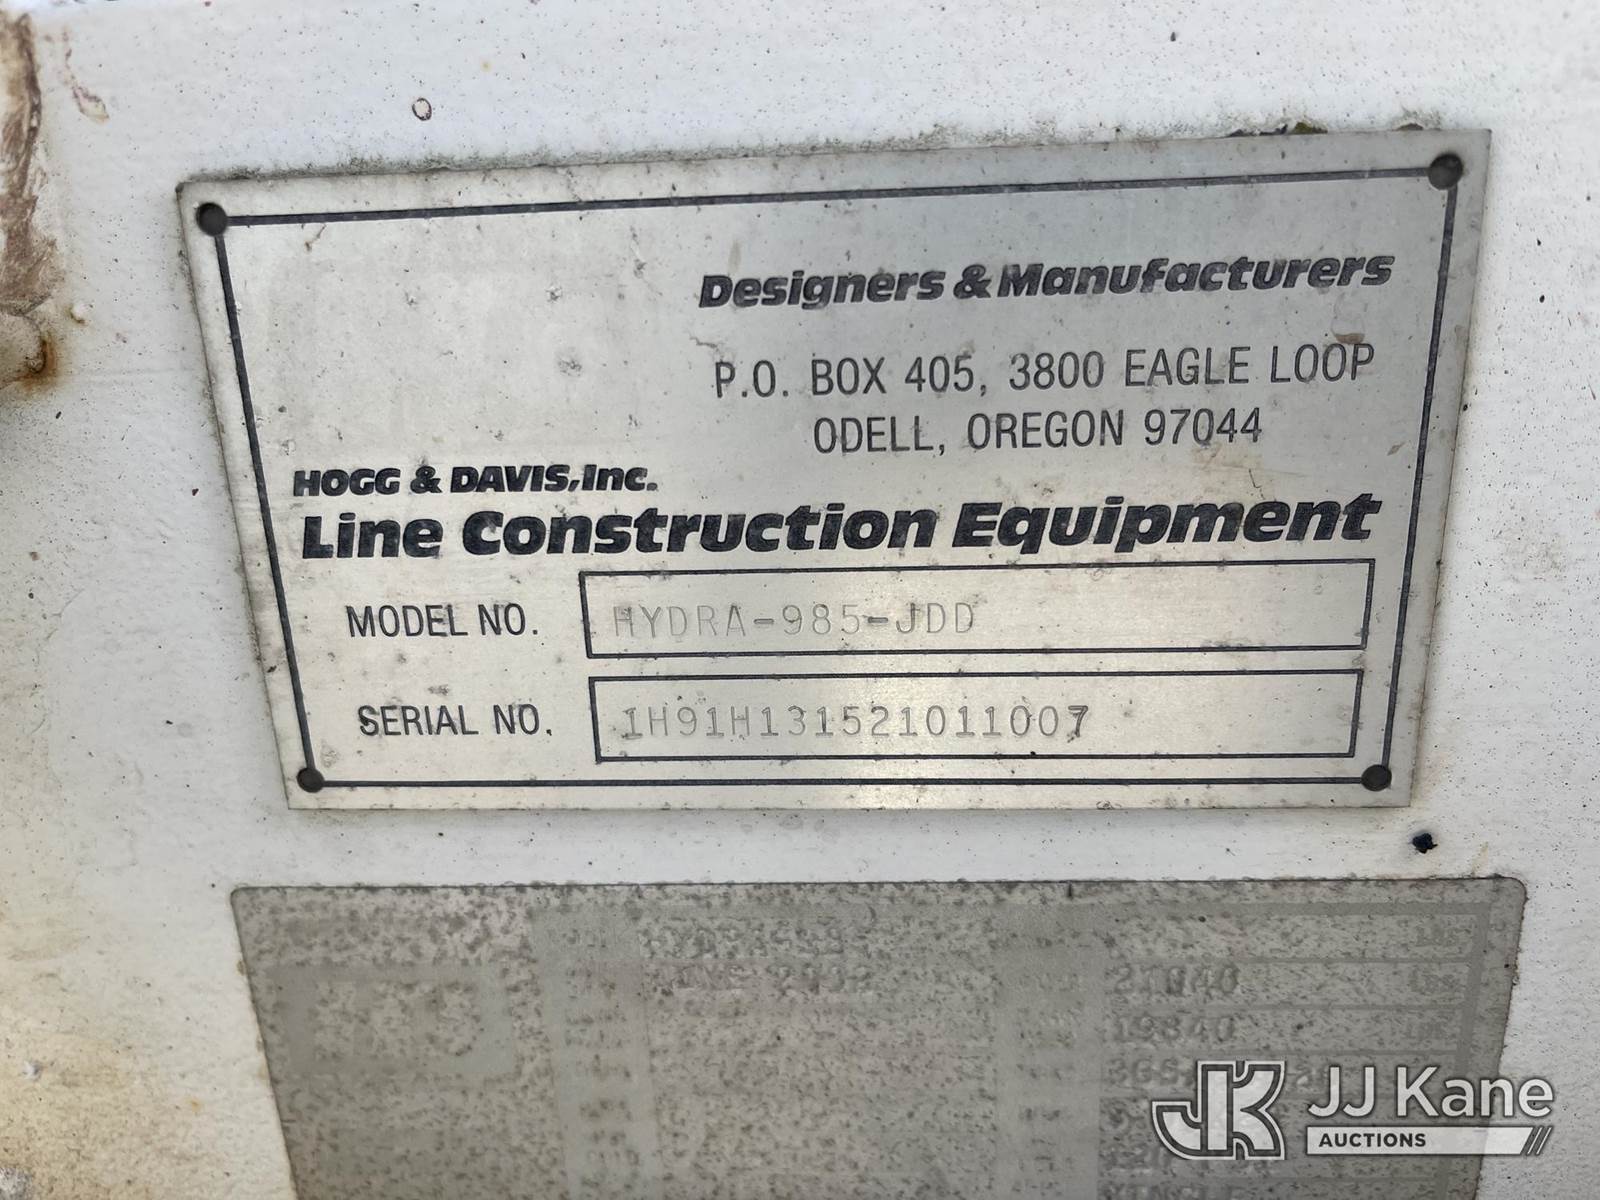 Designers & Manufacturers
P.O. BOX 405, 3800 EAGLE LOOP
ODELL, OREGON 97044
HOGG & DAVIS, Inc.
Line Construction Equipment
MODEL NO. HYDRA-985-JDD
SERIAL NO. 1H91H131521011007
19840
JJ Kane
AUCTIONS